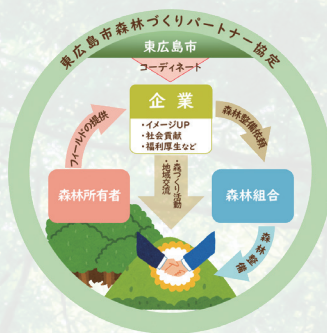 東広島市森林づくりパートナー協定
東広島市
コーディネート
企業
・イメージUP
・社会貢献
・福利厚生など
フィールドの提供
森林整備依頼
・森づくり活動
・地域交流
森林所有者
森林組合
森林整備